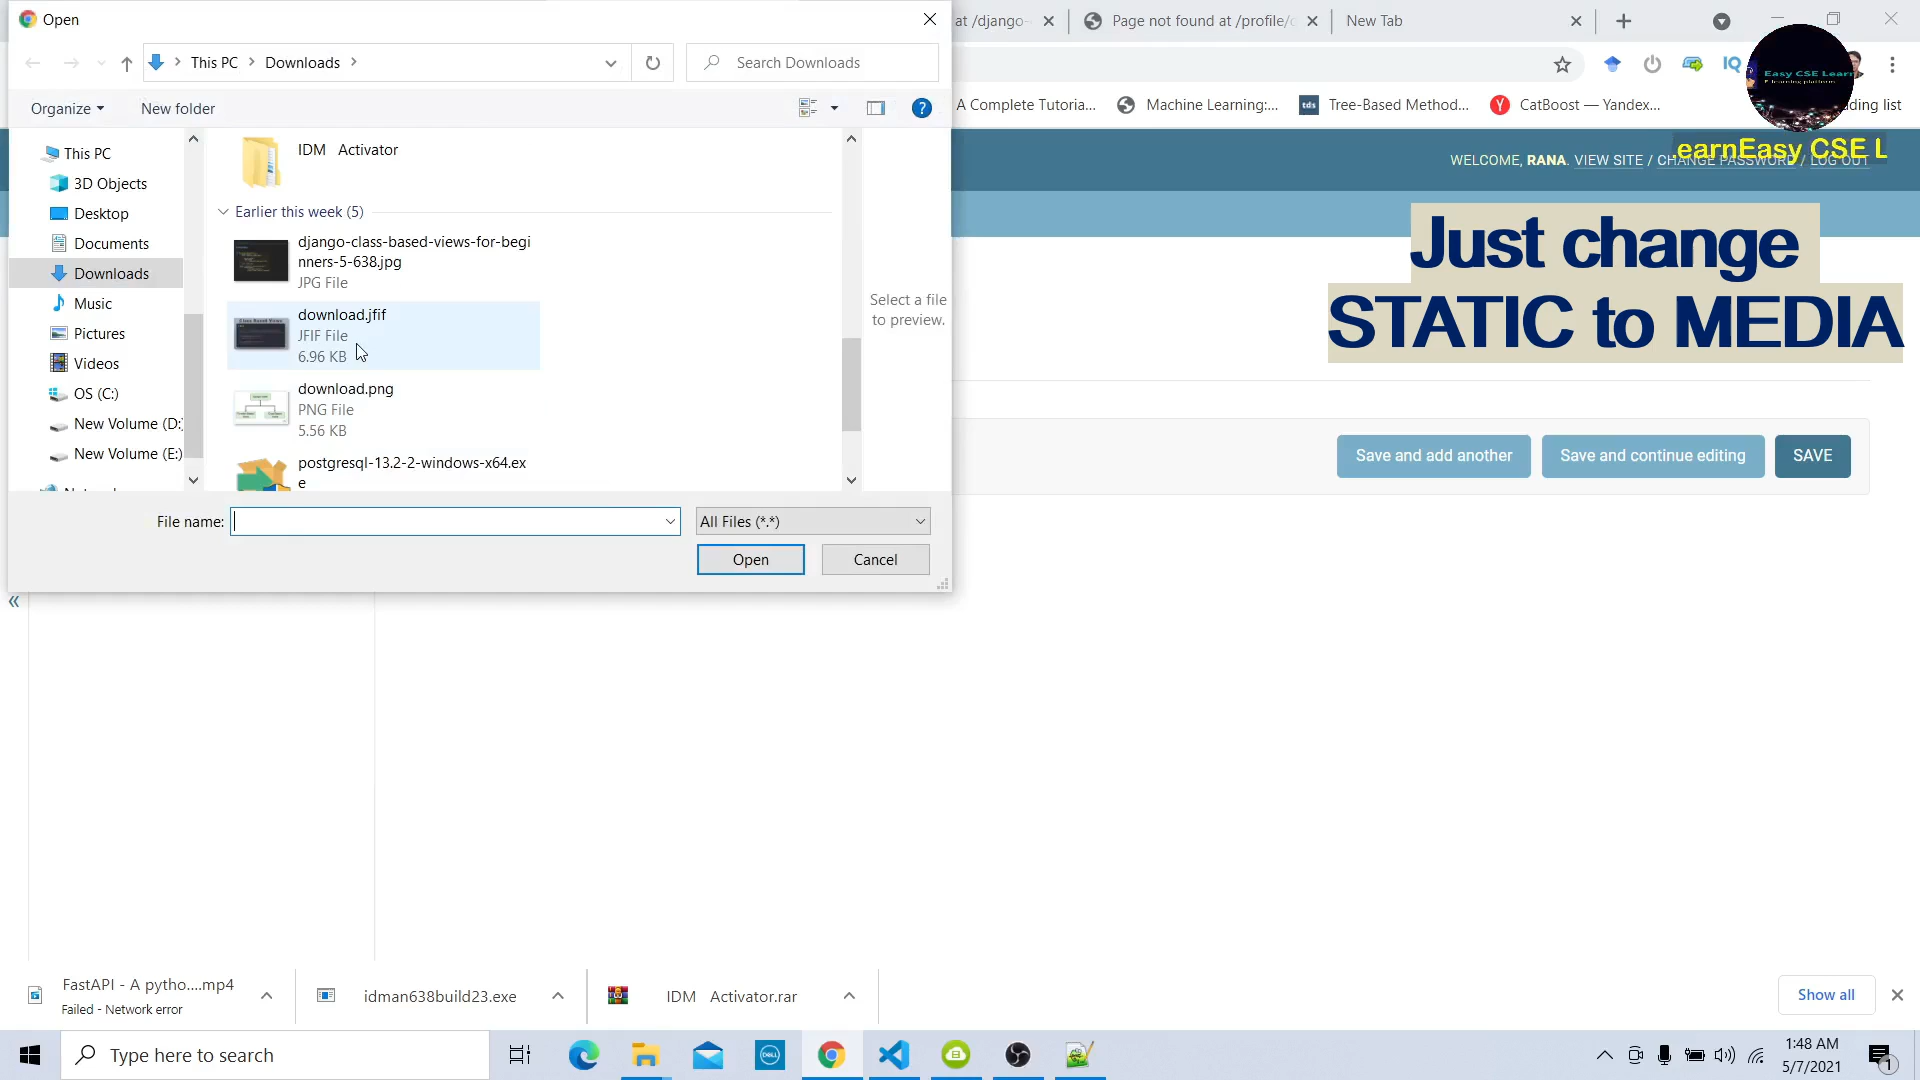 Open
at /django-
Page not found at /profile/
New Tab
This PC
Downloads
Search Downloads
A Complete Tutoria...
Machine Learning:...
tds
Tree-Based Method...
Y
CatBoost — Yandex...
IQ
Easy CSE Learn
ding list
Organize
New folder
?
WELCOME, RANA. VIEW SITE / CHANGE PASSWORD / LOG OUT
earnEasy CSE L
Just change
STATIC to MEDIA
This PC
3D Objects
Desktop
Documents
Downloads
Music
Pictures
Videos
OS (C:)
New Volume (D:)
New Volume (E:)
IDM Activator
Earlier this week (5)
django-class-based-views-for-begi
nners-5-638.jpg
JPG File
download.jfif
JFIF File
6.96 KB
download.png
PNG File
5.56 KB
postgresql-13.2-2-windows-x64.ex
e
Select a file
to preview.
Save and add another
Save and continue editing
SAVE
File name:
All Files (*.*)
Open
Cancel
«
FastAPI - A pytho....mp4
Failed - Network error
idman638build23.exe
IDM Activator.rar
Show all
Type here to search
DELL
1:48 AM
5/7/2021
1